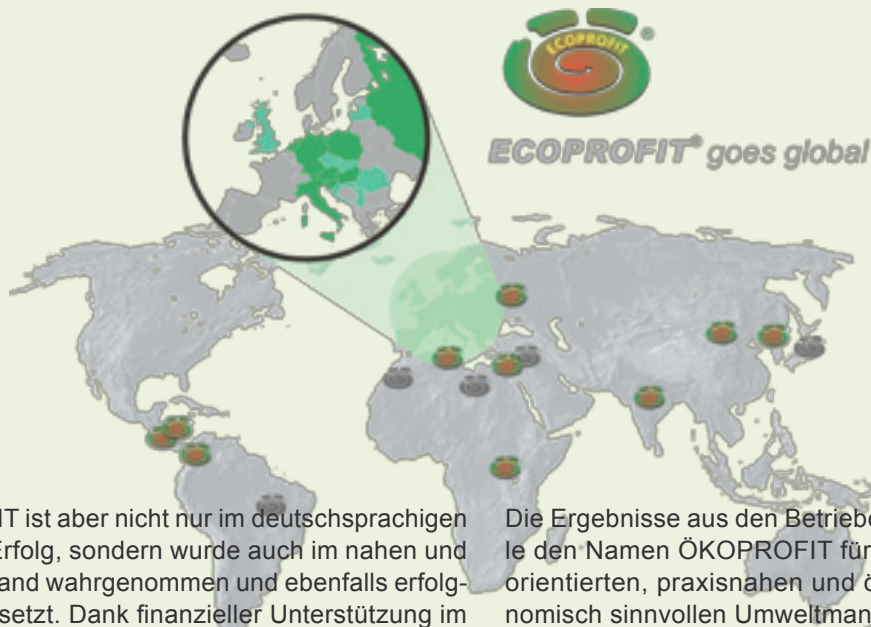 ECOPROFIT®
ECOPROFIT® goes global
IT ist aber nicht nur im deutschsprachigen
Erfolg, sondern wurde auch im nahen und
and wahrgenommen und ebenfalls erfolg-
setzt. Dank finanzieller Unterstützung im
Die Ergebnisse aus den Betriebe
le den Namen ÖKOPROFIT für
orientierten, praxisnahen und ö
nomisch sinnvollen Umweltman